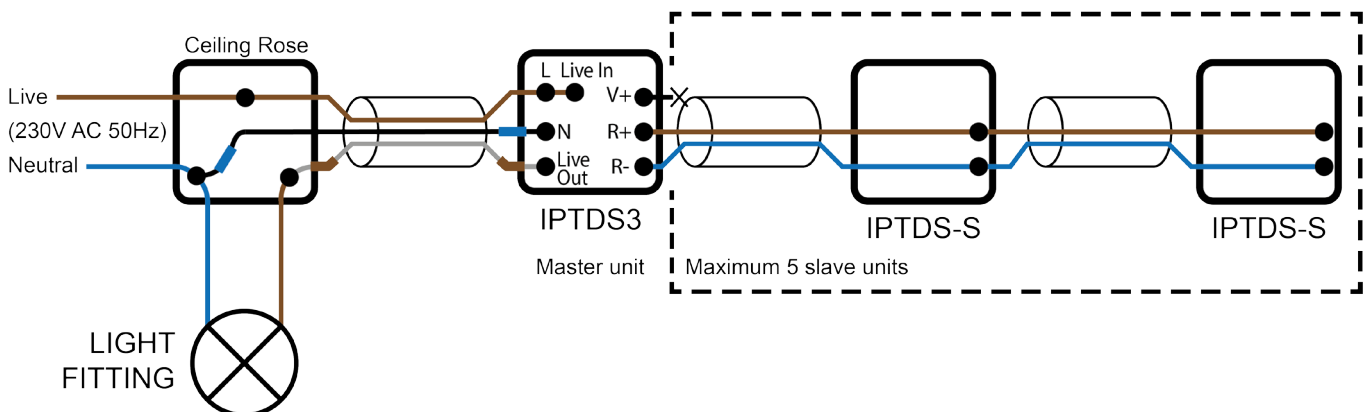 Ceiling Rose
Live
(230V AC 50Hz)
Neutral
L Live In
N
Live
Out
V+
R+
R-
IPTDS3
Master unit
IPTDS-S
IPTDS-S
Maximum 5 slave units
LIGHT
FITTING